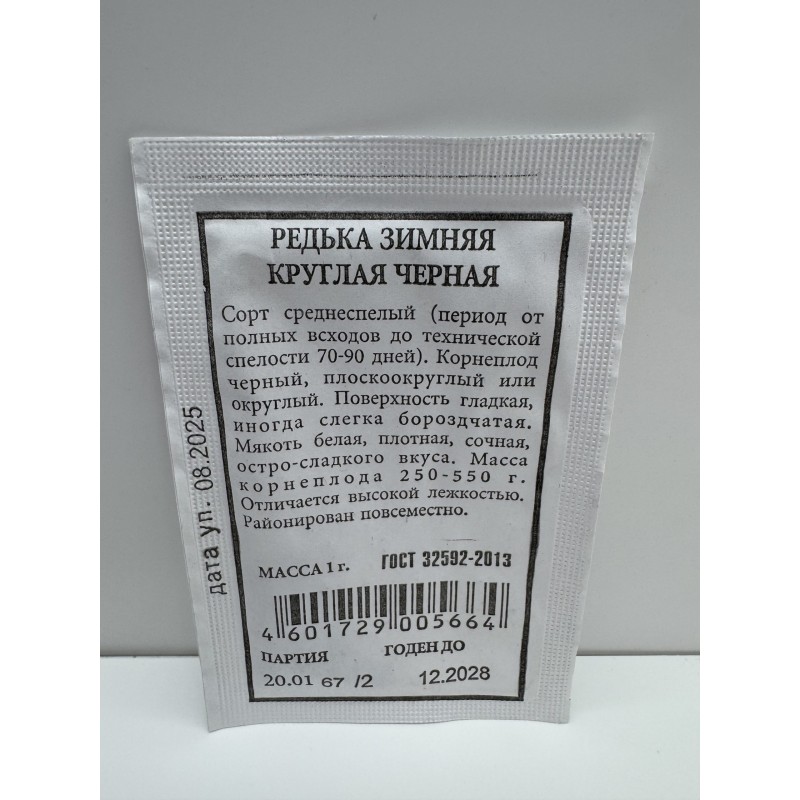 РЕДЬКА ЗИМНЯЯ
КРУГЛАЯ ЧЕРНАЯ
Сорт среднеспелый (период от
полных всходов до технической
спелости 70-90 дней). Корнеплод
черный, плоскоокруглый или
округлый. Поверхность гладкая,
иногда слегка бороздчатая.
Мякоть белая, плотная, сочная,
остро-сладкого вкуса. Масса
корнеплода 250-550 г.
Отличается высокой лежкостью.
Районирован повсеместно.
МАССА 1 г. ГОСТ 32592-2013
4 601729 005664
ПАРТИЯ ГОДЕН ДО
20.01 67 /2 12.2028
дата уп. 08.2025